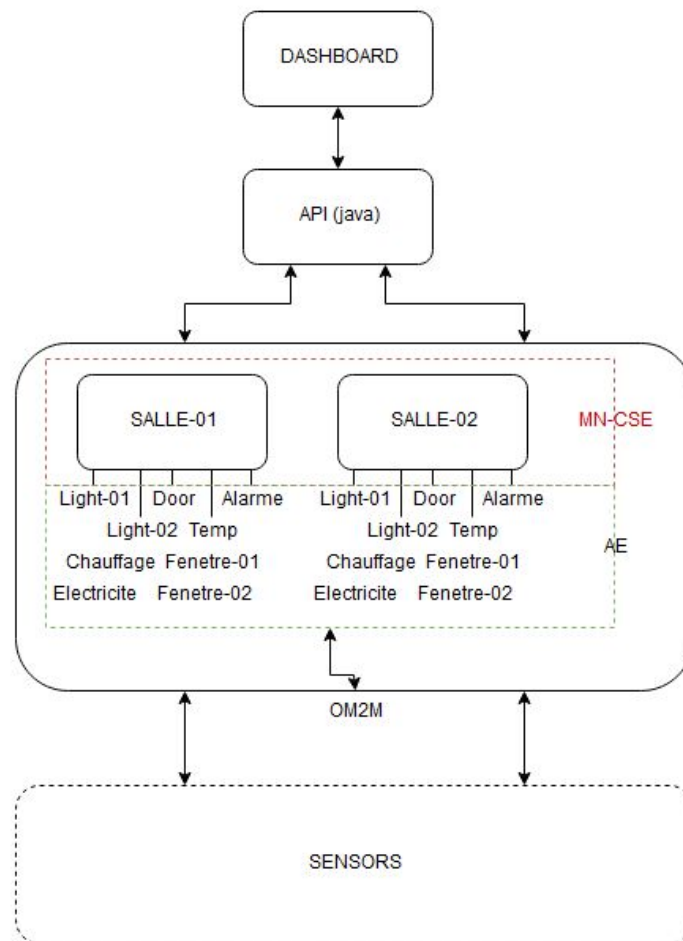 DASHBOARD
API (java)
SALLE-01
SALLE-02
MN-CSE
Light-01 Door Alarme
Light-02 Temp
Chauffage Fenetre-01
Electricite Fenetre-02
Light-01 Door Alarme
Light-02 Temp
Chauffage Fenetre-01
Electricite Fenetre-02
AE
OM2M
SENSORS